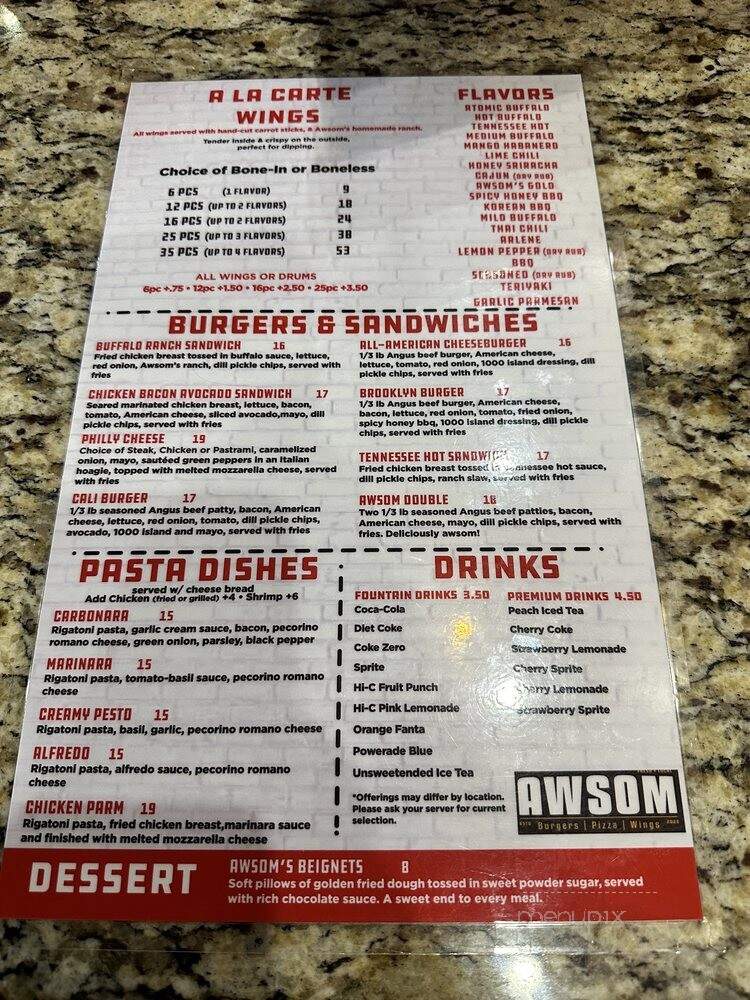 A LA CARTE
WINGS
All wings served with hand-cut carrot sticks, & Awsom's homemade ranch.
Tender inside & crispy on the outside,
perfect for dipping.
Choice of Bone-In or Boneless
6 PCS (1 FLAVOR) 9
12 PCS (UP TO 2 FLAVORS) 18
16 PCS (UP TO 2 FLAVORS) 24
25 PCS (UP TO 3 FLAVORS) 38
35 PCS (UP TO 4 FLAVORS) 53
ALL WINGS OR DRUMS
6pc +.75 • 12pc +1.50 • 16pc +2.50 • 25pc +3.50
FLAVORS
ATOMIC BUFFALO
HOT BUFFALO
TENNESSEE HOT
MEDIUM BUFFALO
MANGO HABANERO
LIME CHILI
HONEY SRIRACHA
CAJUN (DRY RUB)
AWSOM'S GOLD
SPICY HONEY BBQ
KOREAN BBQ
MILD BUFFALO
THAI CHILI
ARLENE
LEMON PEPPER (DRY RUB)
BBQ
SEASONED (DRY RUB)
TERIYAKI
GARLIC PARMESAN
BURGERS & SANDWICHES
BUFFALO RANCH SANDWICH 16
Fried chicken breast tossed in buffalo sauce, lettuce,
red onion, Awsom's ranch, dill pickle chips, served with
fries
CHICKEN BACON AVOCADO SANDWICH 17
Seared marinated chicken breast, lettuce, bacon,
tomato, American cheese, sliced avocado,mayo, dill
pickle chips, served with fries
PHILLY CHEESE 19
Choice of Steak, Chicken or Pastrami, caramelized
onion, mayo, sautéed green peppers in an Italian
hoagie, topped with melted mozzarella cheese, served
with fries
CALI BURGER 17
1/3 lb seasoned Angus beef patty, bacon, American
cheese, lettuce, red onion, tomato, dill pickle chips,
avocado, 1000 island and mayo, served with fries
ALL-AMERICAN CHEESEBURGER 16
1/3 lb Angus beef burger, American cheese,
lettuce, tomato, red onion, 1000 island dressing, dill
pickle chips, served with fries
BROOKLYN BURGER 17
1/3 lb Angus beef burger, American cheese,
bacon, lettuce, red onion, tomato, fried onion,
spicy honey bbq, 1000 island dressing, dill pickle
chips, served with fries
TENNESSEE HOT SANDWICH 17
Fried chicken breast tossed in Tennessee hot sauce,
dill pickle chips, ranch slaw, served with fries
AWSOM DOUBLE 18
Two 1/3 lb seasoned Angus beef patties, bacon,
American cheese, mayo, dill pickle chips, served with
fries. Deliciously awsom!
PASTA DISHES
served w/ cheese bread
Add Chicken (fried or grilled) +4 • Shrimp +6
CARBONARA 15
Rigatoni pasta, garlic cream sauce, bacon, pecorino
romano cheese, green onion, parsley, black pepper
MARINARA 15
Rigatoni pasta, tomato-basil sauce, pecorino romano
cheese
CREAMY PESTO 15
Rigatoni pasta, basil, garlic, pecorino romano cheese
ALFREDO 15
Rigatoni pasta, alfredo sauce, pecorino romano
cheese
CHICKEN PARM 19
Rigatoni pasta, fried chicken breast,marinara sauce
and finished with melted mozzarella cheese
DRINKS
FOUNTAIN DRINKS 3.50
Coca-Cola
Diet Coke
Coke Zero
Sprite
Hi-C Fruit Punch
Hi-C Pink Lemonade
Orange Fanta
Powerade Blue
Unsweetended Ice Tea
*Offerings may differ by location.
Please ask your server for current
selection.
PREMIUM DRINKS 4.50
Peach Iced Tea
Cherry Coke
Strawberry Lemonade
Cherry Sprite
Cherry Lemonade
Strawberry Sprite
AWSOM
Burgers | Pizza | Wings
DESSERT
AWSOM'S BEIGNETS 8
Soft pillows of golden fried dough tossed in sweet powder sugar, served
with rich chocolate sauce. A sweet end to every meal.
menupix